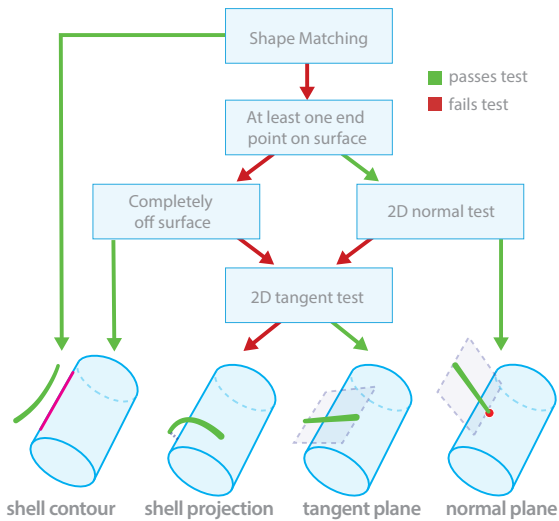 Shape Matching
passes test
fails test
At least one end
point on surface
Completely
off surface
2D normal test
2D tangent test
shell contour
shell projection
tangent plane
normal plane